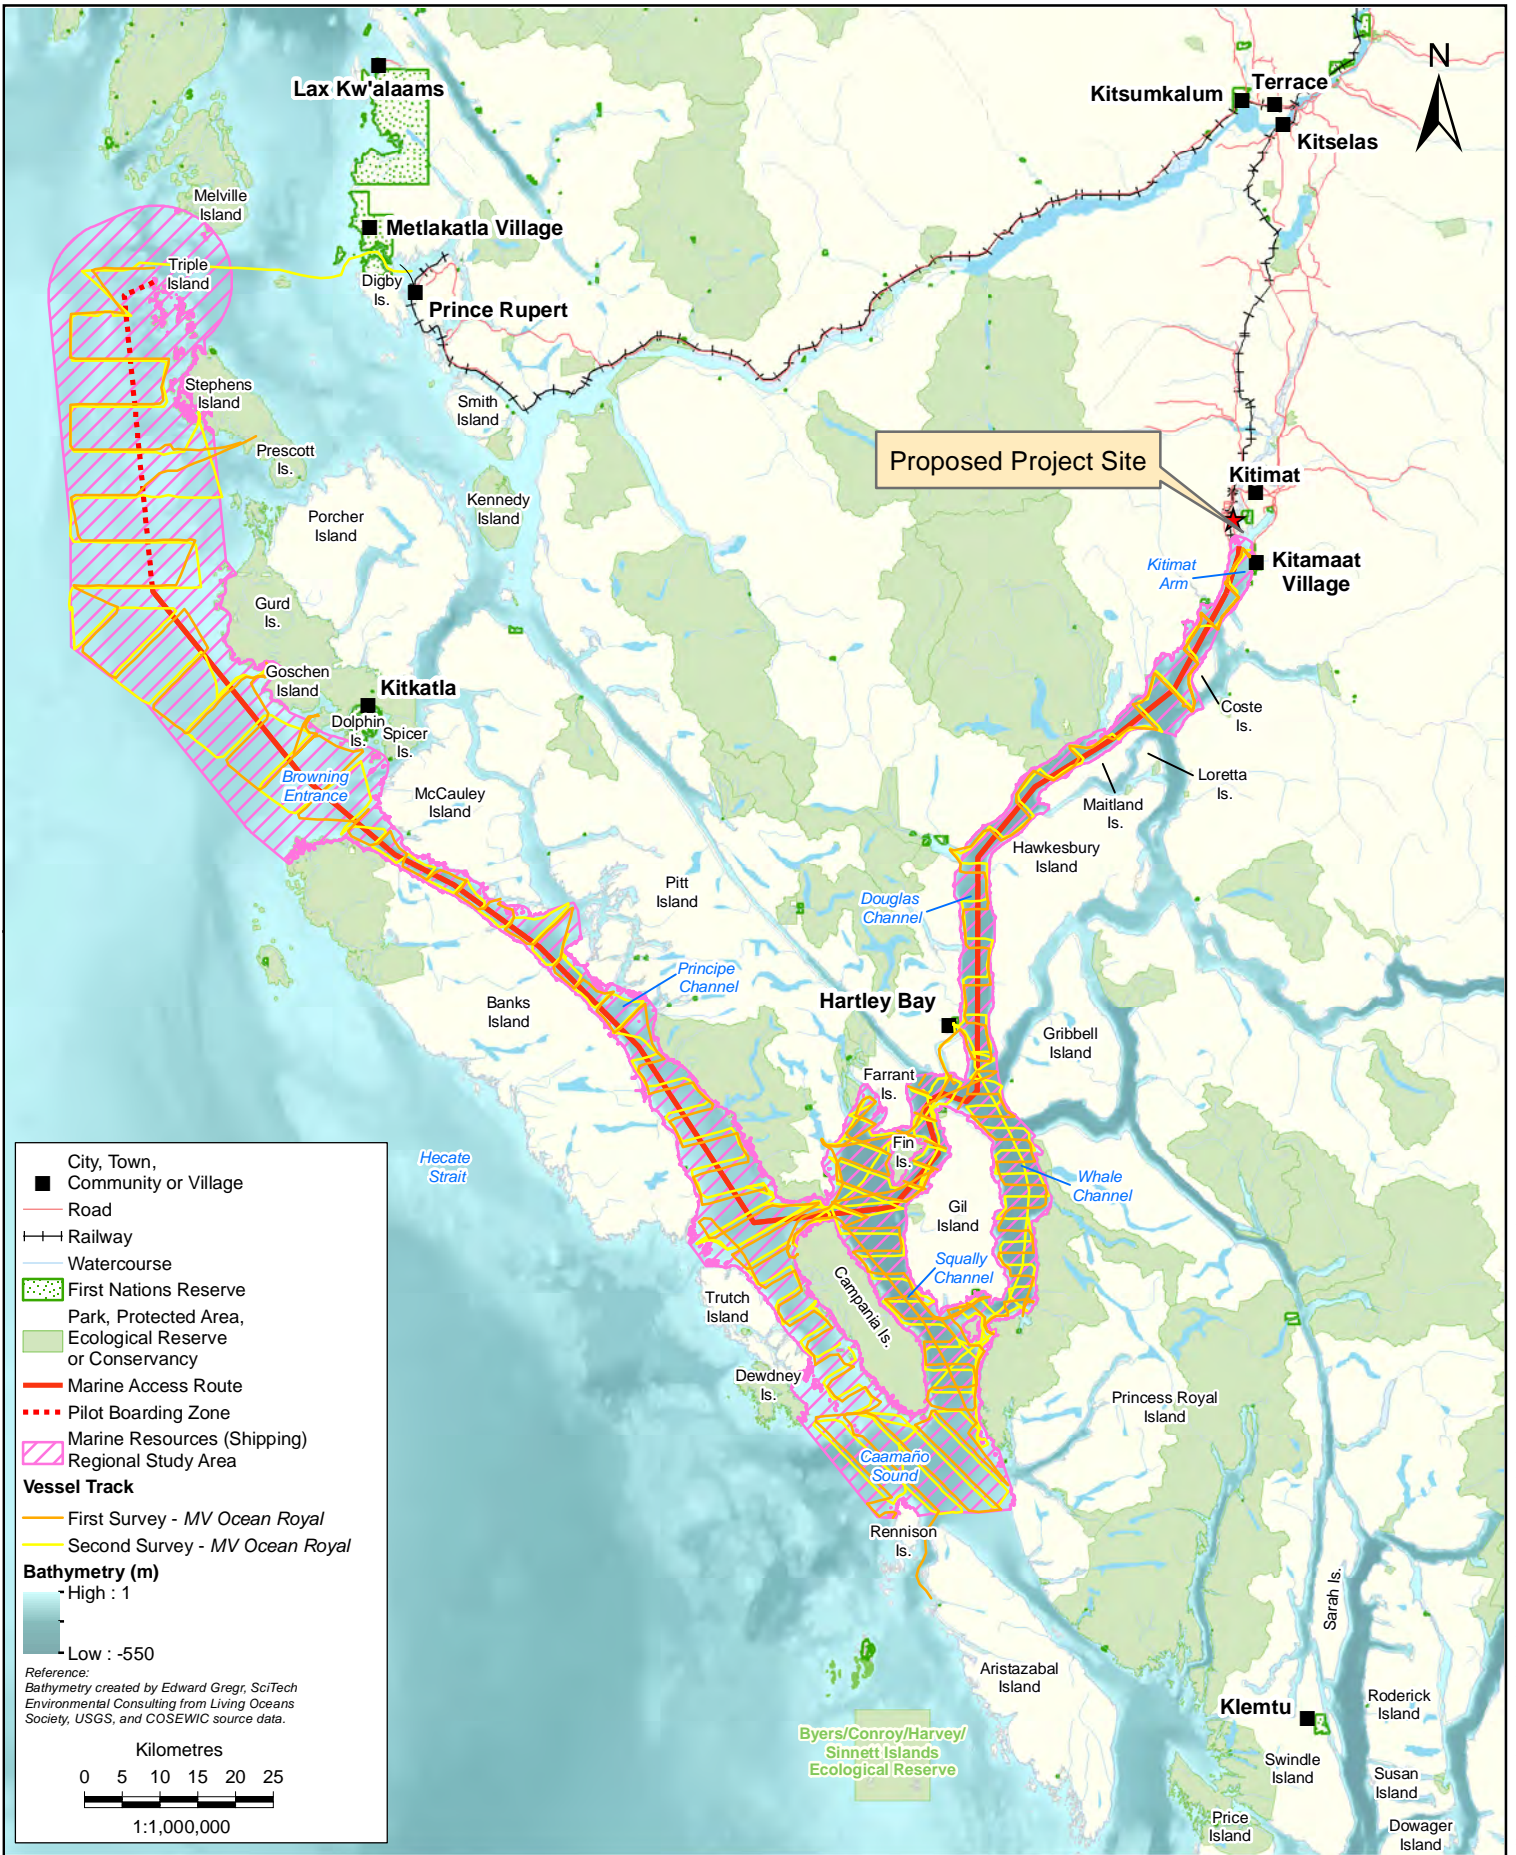 N
Lax Kw'alaams
Terrace
Kitsumkalum
Kitselas
Melville
Island
Metlakatla Village
Triple
Island
Digby
Is.
Prince Rupert
Stephens
Island
Smith
Island
Prescott
Is.
Proposed Project Site
Kitimat
Kennedy
Island
Porcher
Island
Kitimat
Arm
Kitamaat
Village
Gurd
Is.
Goschen
Island
Kitkatla
Dolphin
Is.
Spicer
Is.
Coste
Is.
Browning
Entrance
McCauley
Island
Loretta
Is.
Maitland
Is.
Hawkesbury
Island
Pitt
Island
Douglas
Channel
Principe
Channel
Banks
Island
Hartley Bay
Gribbell
Island
Farrant
Is.
Fin
Is.
Hecate
Strait
Whale
Channel
Gil
Island
Squally
Channel
Campania Is.
Trutch
Island
Dewdney
Is.
Princess Royal
Island
Caamaño
Sound
Rennison
Is.
Sarah Is.
Aristazabal
Island
Klemtu
Roderick
Island
Byers/Conroy/Harvey/
Sinnett Islands
Ecological Reserve
Swindle
Island
Susan
Island
Price
Island
Dowager
Island
City, Town,
Community or Village
Road
Railway
Watercourse
First Nations Reserve
Park, Protected Area,
Ecological Reserve
or Conservancy
Marine Access Route
Pilot Boarding Zone
Marine Resources (Shipping)
Regional Study Area
Vessel Track
First Survey - MV Ocean Royal
Second Survey - MV Ocean Royal
Bathymetry (m)
High : 1
Low : -550
Reference:
Bathymetry created by Edward Gregr, SciTech
Environmental Consulting from Living Oceans
Society, USGS, and COSEWIC source data.
Kilometres
0 5 10 15 20 25
1:1,000,000